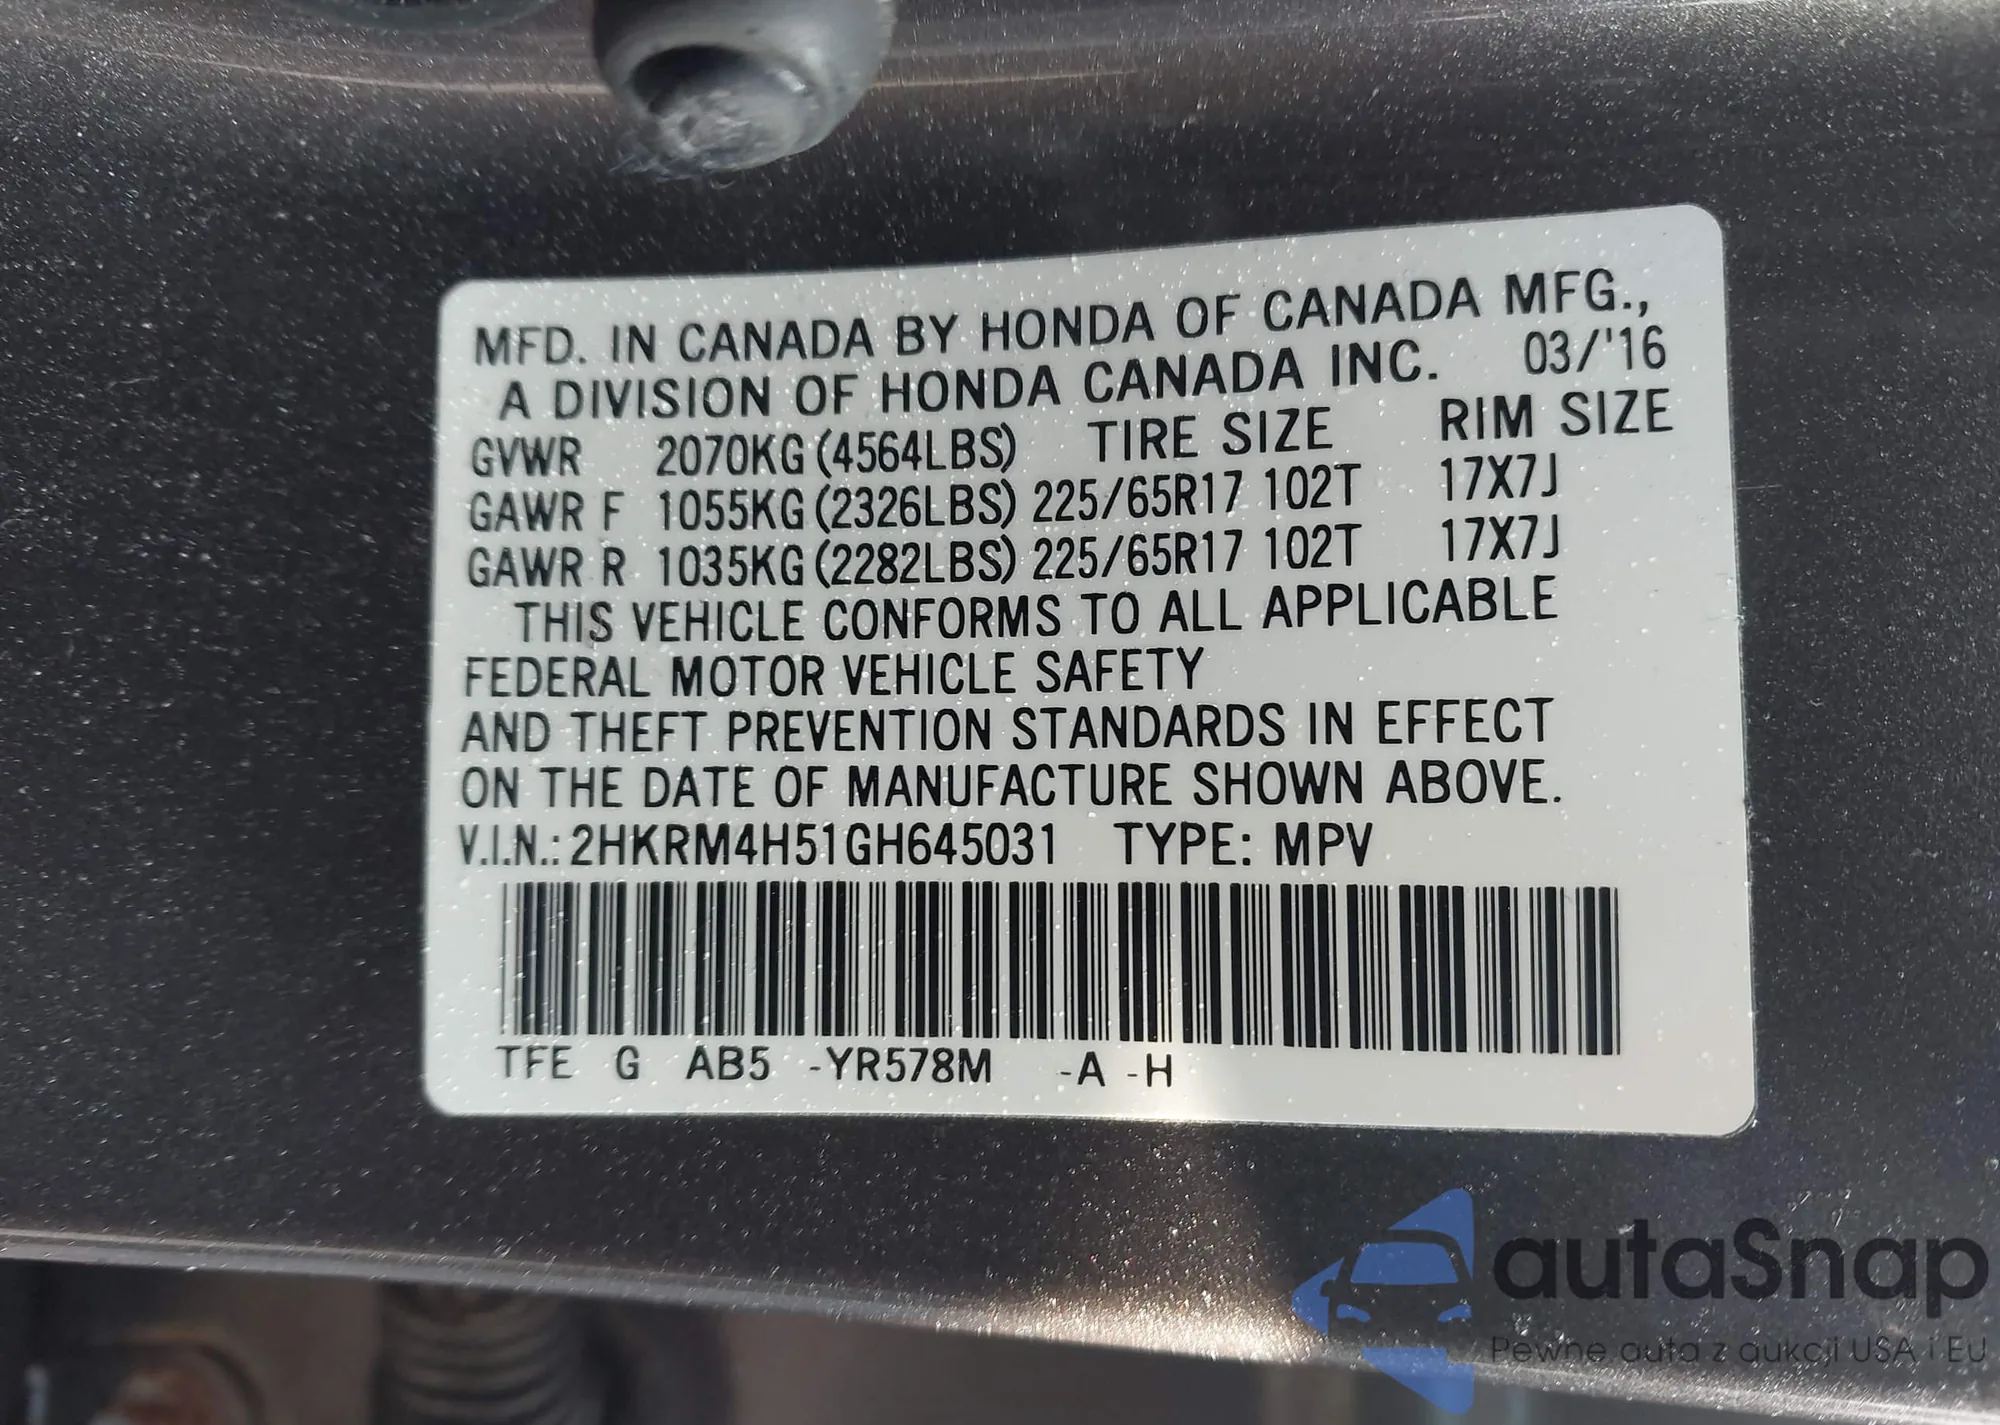 MFD. IN CANADA BY HONDA OF CANADA MFG.,
A DIVISION OF HONDA CANADA INC. 03/'16
GVWR 2070KG (4564LBS) TIRE SIZE RIM SIZE
GAWR F 1055KG (2326LBS) 225/65R17 102T 17X7J
GAWR R 1035KG (2282LBS) 225/65R17 102T 17X7J
THIS VEHICLE CONFORMS TO ALL APPLICABLE
FEDERAL MOTOR VEHICLE SAFETY
AND THEFT PREVENTION STANDARDS IN EFFECT
ON THE DATE OF MANUFACTURE SHOWN ABOVE.
V.I.N.: 2HKRM4H51GH645031 TYPE: MPV
TFE G AB5 -YR578M -A -H
autaSnap
Pewne auta z aukcji USA i EU